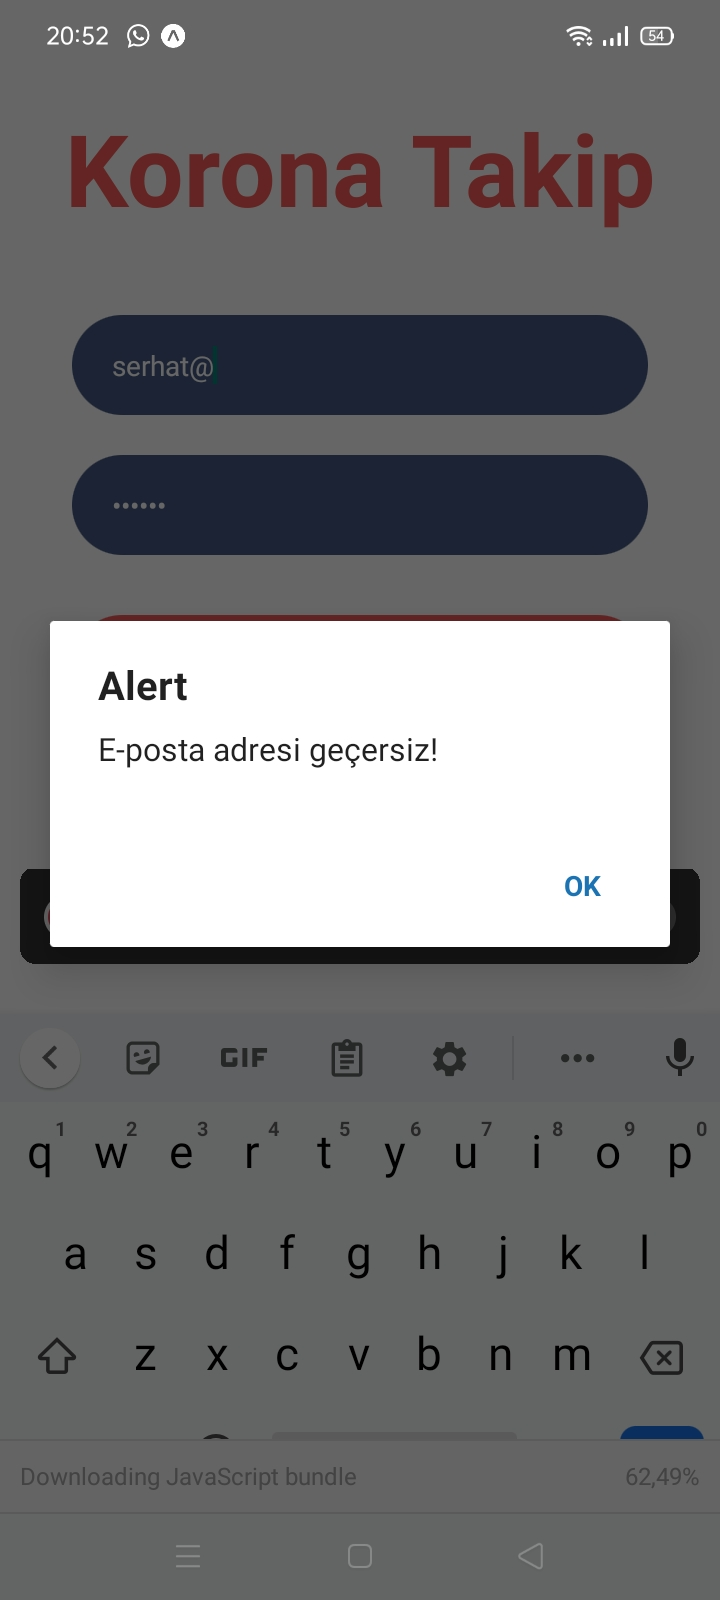 20:52
54
Korona Takip
serhat@
••••••
Alert
E-posta adresi geçersiz!
OK
GIF
1 2 3 4 5 6 7 8 9 0
q w e r t y u i o p
a s d f g h j k l
z x c v b n m
Downloading JavaScript bundle 62,49%